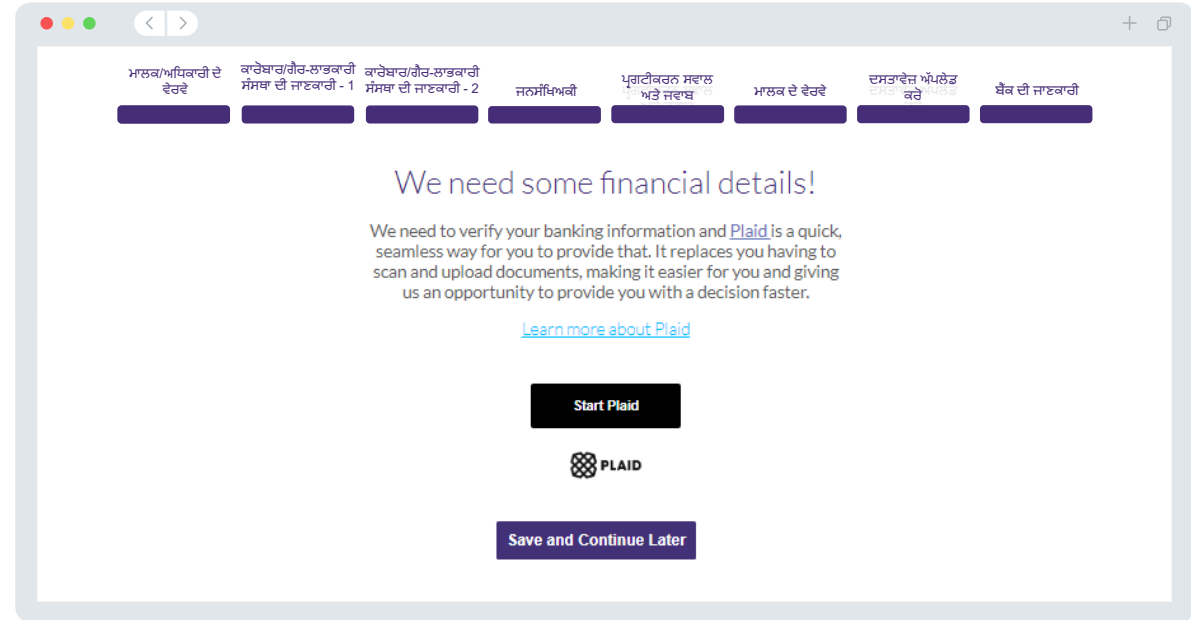 ਮਾਲਕ/ਅਧਿਕਾਰੀ ਦੇ
ਵੇਰਵੇ
ਕਾਰੋਬਾਰ/ਗੈਰ-ਲਾਭਕਾਰੀ
ਸੰਸਥਾ ਦੀ ਜਾਣਕਾਰੀ - 1
ਕਾਰੋਬਾਰ/ਗੈਰ-ਲਾਭਕਾਰੀ
ਸੰਸਥਾ ਦੀ ਜਾਣਕਾਰੀ - 2
ਜਨਸੰਖਿਅਕੀ
ਪ੍ਰਗਟੀਕਰਨ ਸਵਾਲ
ਅਤੇ ਜਵਾਬ
ਮਾਲਕ ਦੇ ਵੇਰਵੇ
ਦਸਤਾਵੇਜ਼ ਅੱਪਲੋਡ
ਕਰੋ
ਬੈਂਕ ਦੀ ਜਾਣਕਾਰੀ
We need some financial details!
We need to verify your banking information and Plaid is a quick,
seamless way for you to provide that. It replaces you having to
scan and upload documents, making it easier for you and giving
us an opportunity to provide you with a decision faster.
Learn more about Plaid
Start Plaid
PLAID
Save and Continue Later